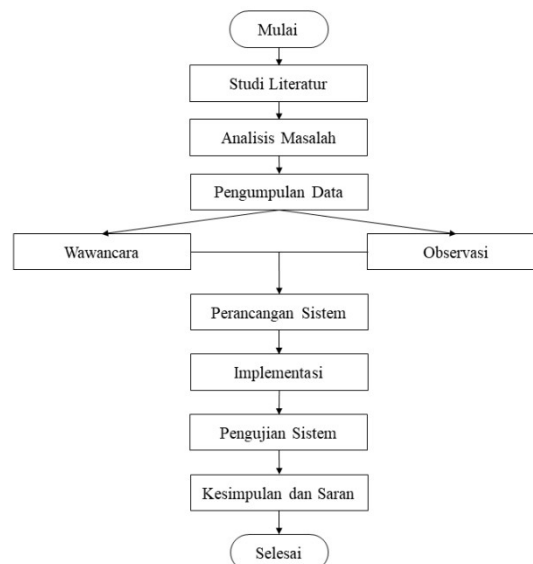 Mulai
Studi Literatur
Analisis Masalah
Pengumpulan Data
Wawancara
Observasi
Perancangan Sistem
Implementasi
Pengujian Sistem
Kesimpulan dan Saran
Selesai